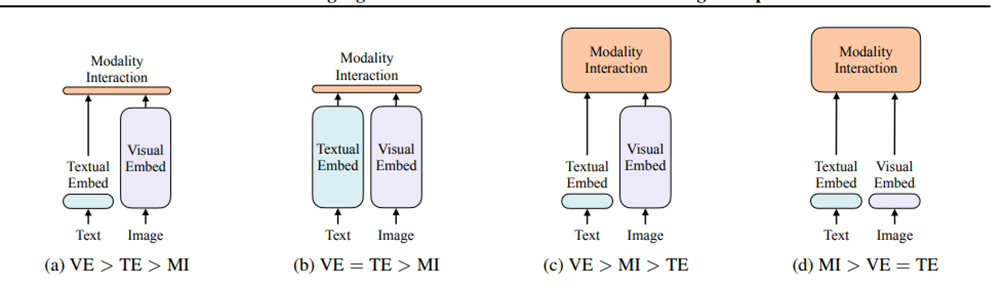 Modality
Interaction
Textual
Embed
Visual
Embed
Text
Image
(a) VE > TE > MI
Modality
Interaction
Textual
Embed
Visual
Embed
Text
Image
(b) VE = TE > MI
Modality
Interaction
Textual
Embed
Visual
Embed
Text
Image
(c) VE > MI > TE
Modality
Interaction
Textual
Embed
Visual
Embed
Text
Image
(d) MI > VE = TE